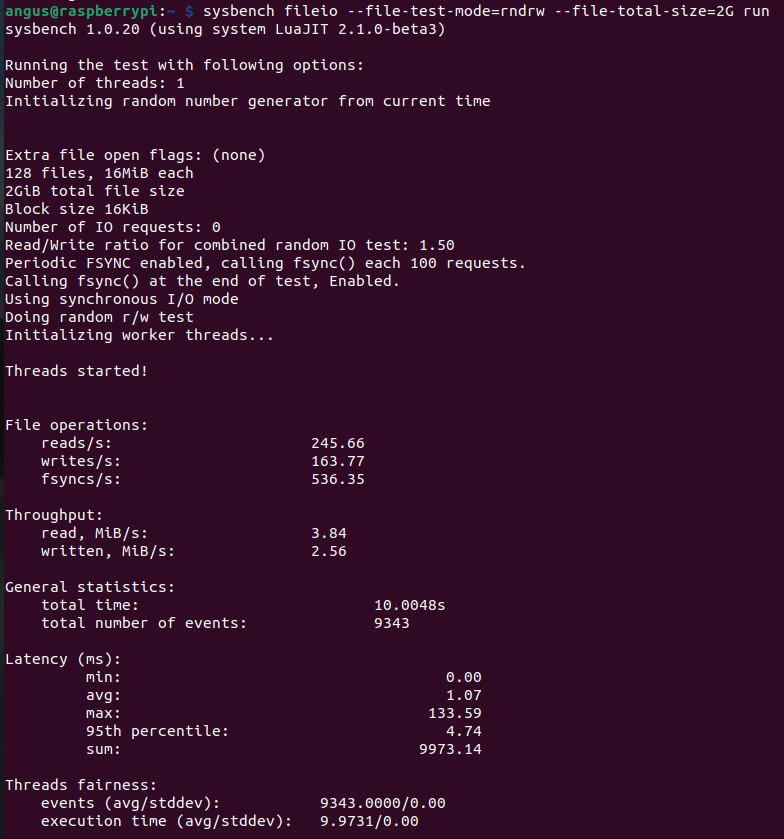 angus@raspberrypi:~ $ sysbench fileio --file-test-mode=rndrw --file-total-size=2G run
sysbench 1.0.20 (using system LuaJIT 2.1.0-beta3)
Running the test with following options:
Number of threads: 1
Initializing random number generator from current time
Extra file open flags: (none)
128 files, 16MiB each
2GiB total file size
Block size 16KiB
Number of IO requests: 0
Read/Write ratio for combined random IO test: 1.50
Periodic FSYNC enabled, calling fsync() each 100 requests.
Calling fsync() at the end of test, Enabled.
Using synchronous I/O mode
Doing random r/w test
Initializing worker threads...
Threads started!
File operations:
reads/s: 245.66
writes/s: 163.77
fsyncs/s: 536.35
Throughput:
read, MiB/s: 3.84
written, MiB/s: 2.56
General statistics:
total time: 10.0048s
total number of events: 9343
Latency (ms):
min: 0.00
avg: 1.07
max: 133.59
95th percentile: 4.74
sum: 9973.14
Threads fairness:
events (avg/stddev): 9343.0000/0.00
execution time (avg/stddev): 9.9731/0.00